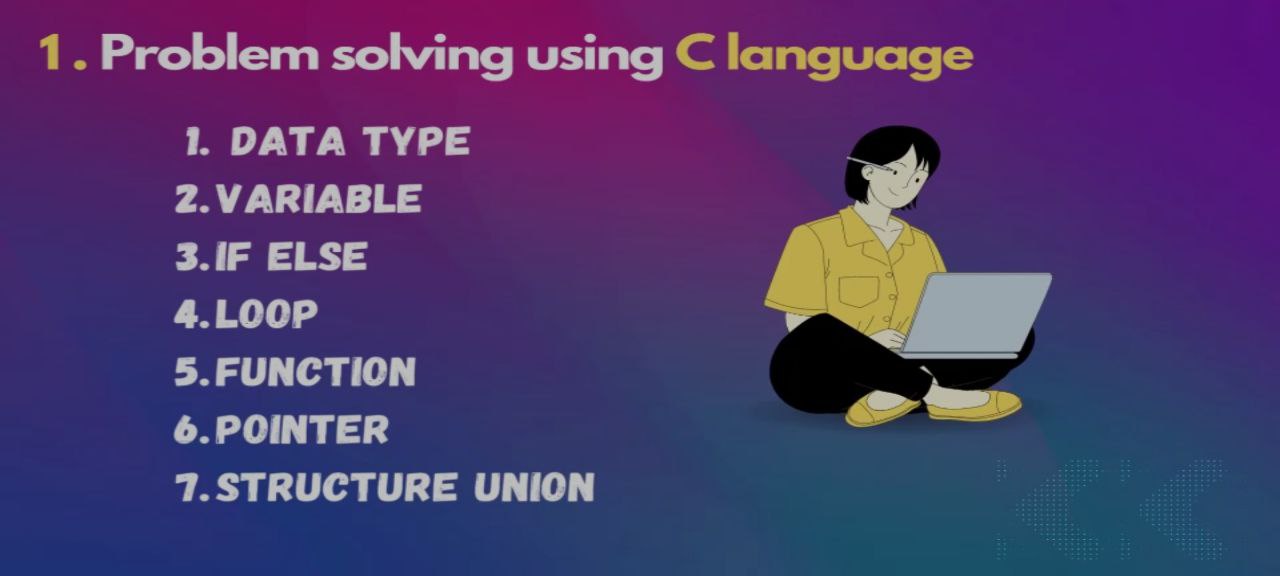 1. Problem solving using C language
1. DATA TYPE
2. VARIABLE
3. IF ELSE
4. LOOP
5. FUNCTION
6. POINTER
7. STRUCTURE UNION